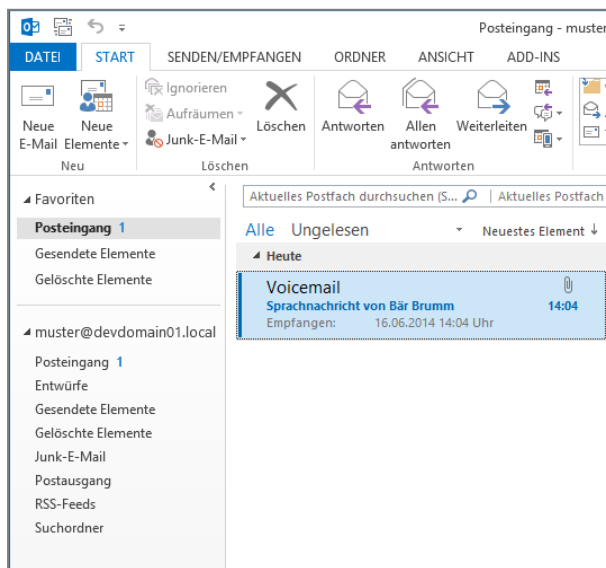 Posteingang - muster
DATEI START SENDEN/EMPFANGEN ORDNER ANSICHT ADD-INS
Neue E-Mail
Neue Elemente
Ignorieren
Aufräumen
Junk-E-Mail
Löschen
Antworten
Allen antworten
Weiterleiten
Neu Löschen Antworten
Favoriten
Posteingang 1
Gesendete Elemente
Gelöschte Elemente
muster@devdomain01.local
Posteingang 1
Entwürfe
Gesendete Elemente
Gelöschte Elemente
Junk-E-Mail
Postausgang
RSS-Feeds
Suchordner
Aktuelles Postfach durchsuchen (S... Aktuelles Postfach
Alle Ungelesen Neuestes Element
Heute
Voicemail
Sprachnachricht von Bär Brumm 14:04
Empfangen: 16.06.2014 14:04 Uhr